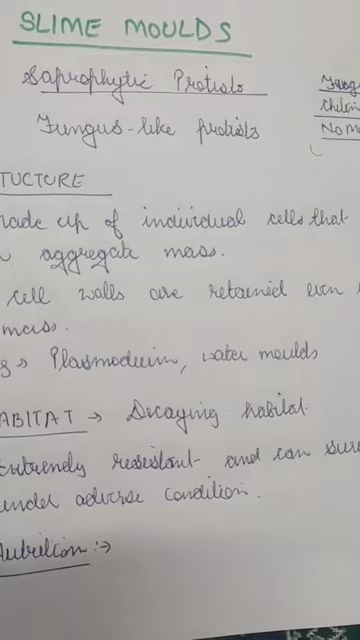 SLIME MOULDS
Saprophytic Protists
Fungus-like protists
Fung
Chlor
No M
TUCTURE
made up of individual cells that
aggregate mass.
cell walls are retained even
mass.
Plasmodium, water moulds
ABITAT → Decaying habitat
Extremely resistant and can sur
under adverse condition.
Nutrition :→